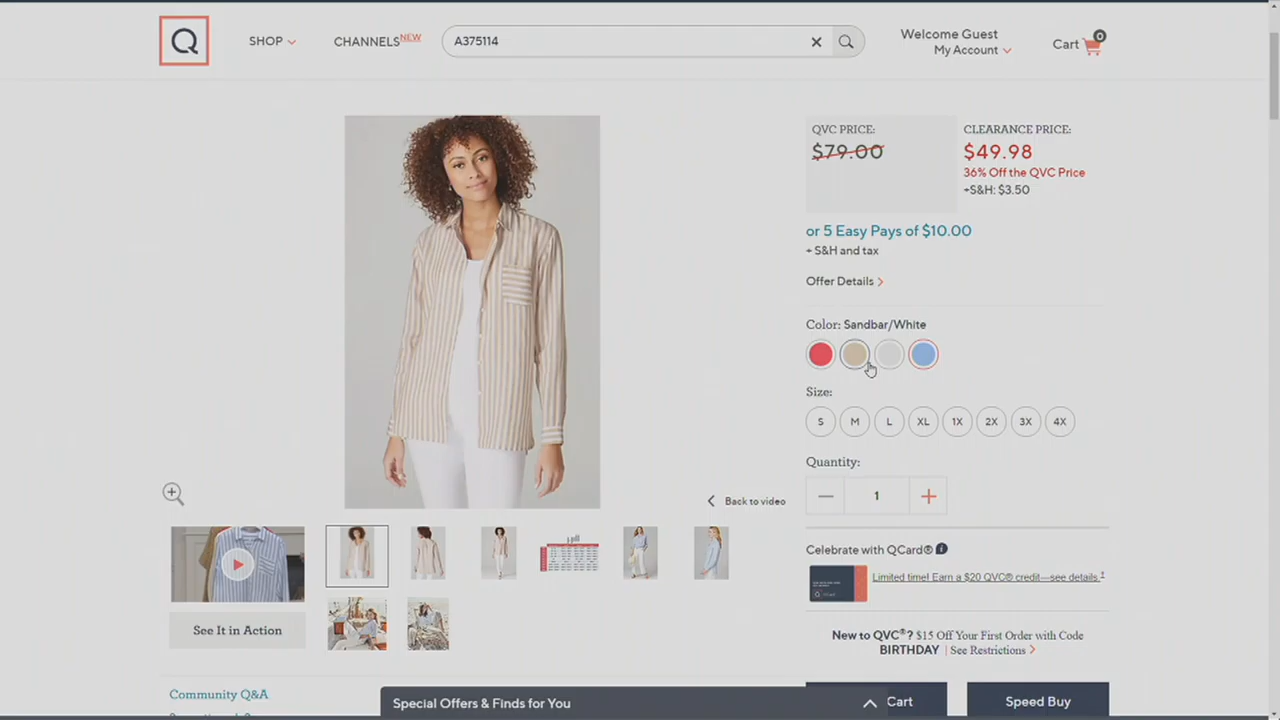 Q
SHOP
CHANNELS NEW
A375114
Welcome Guest
My Account
Cart 0
QVC PRICE:
$79.00
CLEARANCE PRICE:
$49.98
36% Off the QVC Price
+S&H: $3.50
or 5 Easy Pays of $10.00
+ S&H and tax
Offer Details
Color: Sandbar/White
Size:
S M L XL 1X 2X 3X 4X
Quantity:
1
Back to video
j.jill
See It in Action
Celebrate with QCard®
Limited time! Earn a $20 QVC® credit—see details.†
New to QVC®? $15 Off Your First Order with Code
BIRTHDAY | See Restrictions
Community Q&A
Special Offers & Finds for You
Cart
Speed Buy